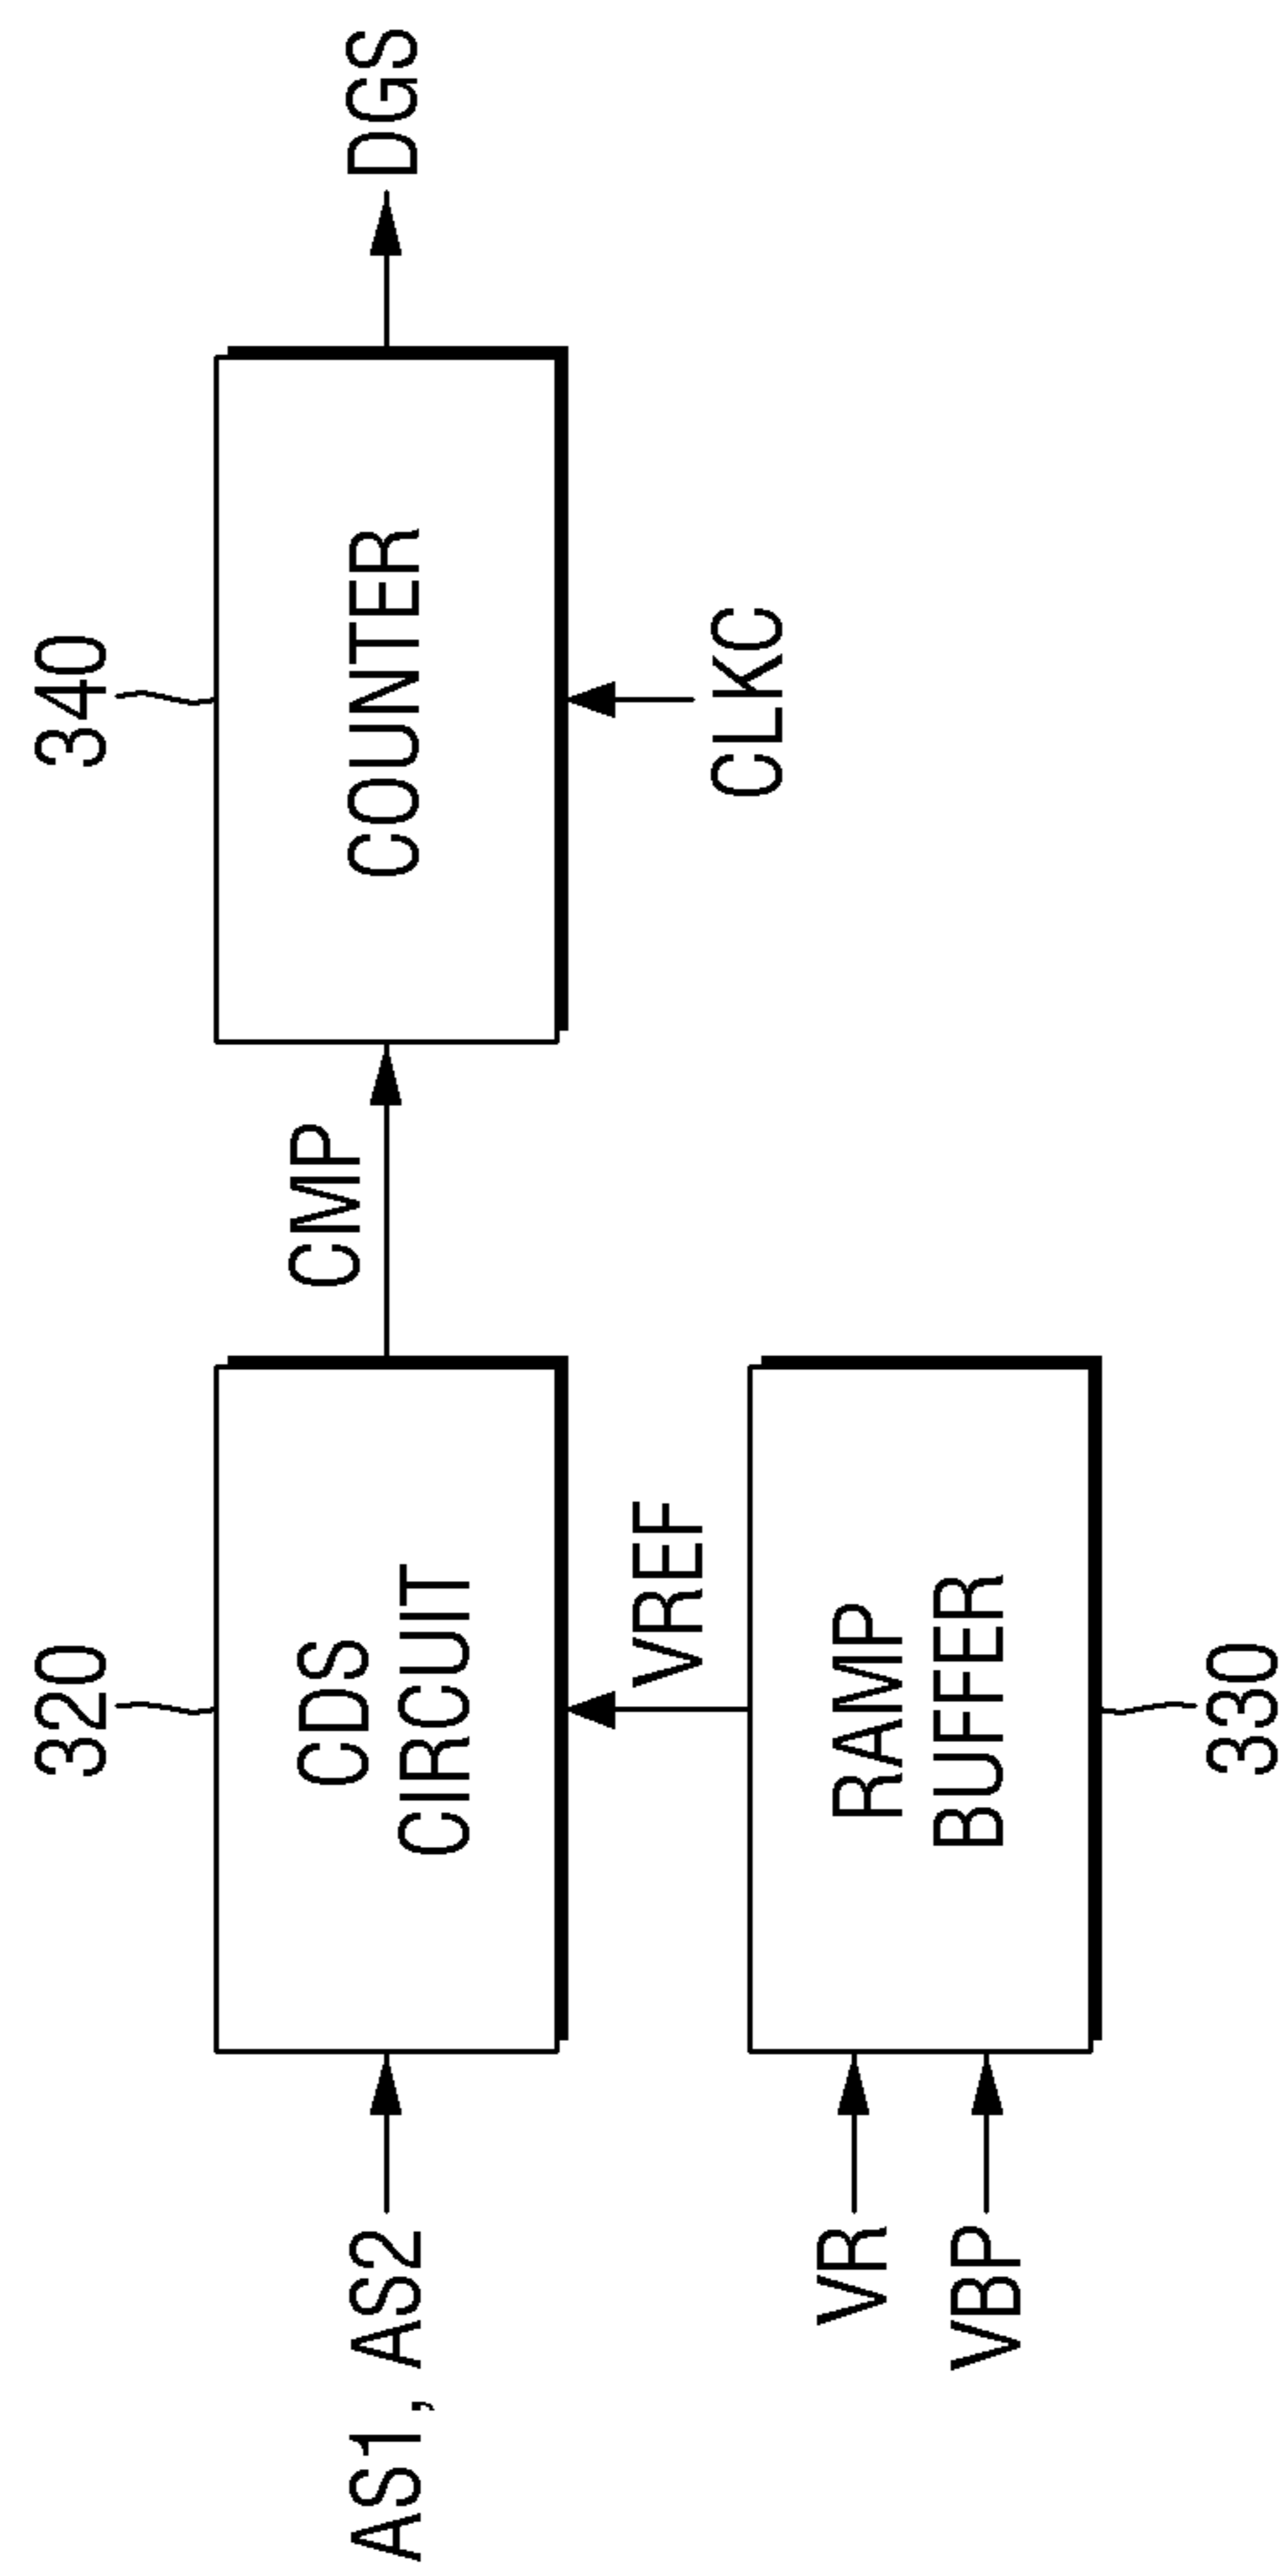 320
340
AS1, AS2
CDS
CIRCUIT
CMP
COUNTER
DGS
VREF
CLKC
VR
VBP
RAMP
BUFFER
330